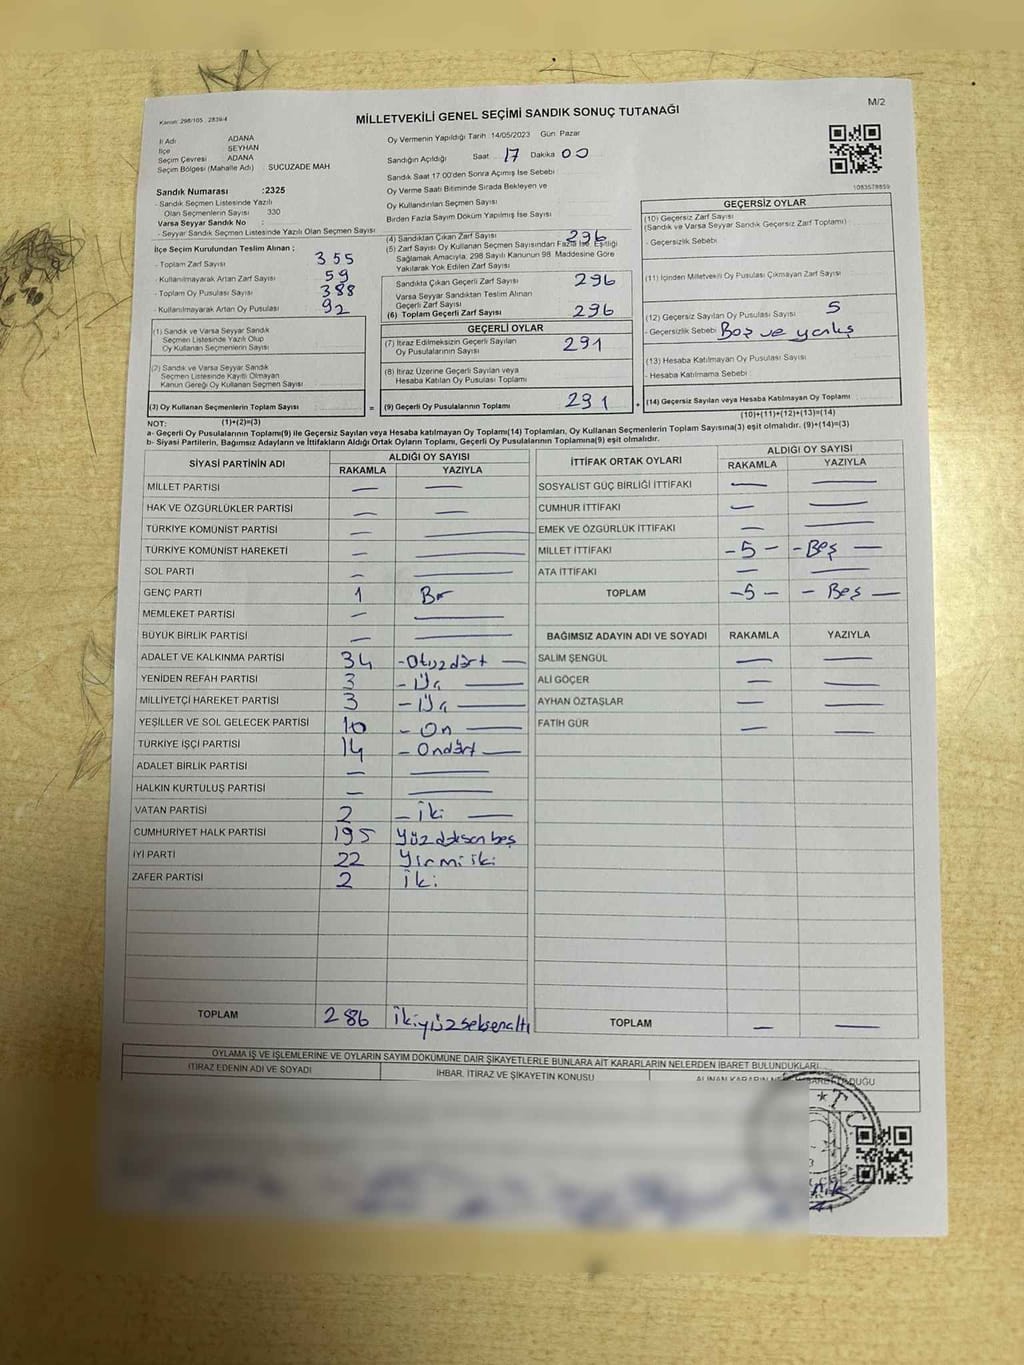 M/2
Kanun: 298/105 , 2839/4
MİLLETVEKİLİ GENEL SEÇİMİ SANDIK SONUÇ TUTANAĞI
İl Adı ADANA
İlçe SEYHAN
Seçim Çevresi ADANA
Seçim Bölgesi (Mahalle Adı) SUCUZADE MAH
Sandık Numarası :2325
- Sandık Seçmen Listesinde Yazılı
Olan Seçmenlerin Sayısı 330
Varsa Seyyar Sandık No :
- Seyyar Sandık Seçmen Listesinde Yazılı Olan Seçmen Sayısı
Oy Vermenin Yapıldığı Tarih :14/05/2023 Gün: Pazar
Sandığın Açıldığı Saat : 17 Dakika 00
Sandık Saat 17:00'den Sonra Açılmış İse Sebebi :
Oy Verme Saati Bitiminde Sırada Bekleyen ve
Oy Kullandırılan Seçmen Sayısı
Birden Fazla Sayım Döküm Yapılmış İse Sayısı
1083578859
İlçe Seçim Kurulundan Teslim Alınan ;
- Toplam Zarf Sayısı 355
- Kullanılmayarak Artan Zarf Sayısı 59
- Toplam Oy Pusulası Sayısı 388
- Kullanılmayarak Artan Oy Pusulası 92
(1) Sandık ve Varsa Seyyar Sandık
Seçmen Listesinde Yazılı Olup
Oy Kullanan Seçmenlerin Sayısı
(2) Sandık ve Varsa Seyyar Sandık
Seçmen Listesinde Kayıtlı Olmayan
Kanun Gereği Oy Kullanan Seçmen Sayısı
(3) Oy Kullanan Seçmenlerin Toplam Sayısı
(1)+(2)=(3)
(4) Sandıktan Çıkan Zarf Sayısı 296
(5) Zarf Sayısı Oy Kullanan Seçmen Sayısından Fazla İse, Eşitliği
Sağlamak Amacıyla, 298 Sayılı Kanunun 98. Maddesine Göre
Yakılarak Yok Edilen Zarf Sayısı
Sandıkta Çıkan Geçerli Zarf Sayısı 296
Varsa Seyyar Sandıktan Teslim Alınan
Geçerli Zarf Sayısı
(6) Toplam Geçerli Zarf Sayısı 296
GEÇERLİ OYLAR
(7) İtiraz Edilmeksizin Geçerli Sayılan
Oy Pusulalarının Sayısı 291
(8) İtiraz Üzerine Geçerli Sayılan veya
Hesaba Katılan Oy Pusulası Toplamı
= (9) Geçerli Oy Pusulalarının Toplamı 291
GEÇERSİZ OYLAR
(10) Geçersiz Zarf Sayısı
(Sandık ve Varsa Seyyar Sandık Geçersiz Zarf Toplamı)
- Geçersizlik Sebebi
(11) İçinden Milletvekili Oy Pusulası Çıkmayan Zarf Sayısı
(12) Geçersiz Sayılan Oy Pusulası Sayısı 5
- Geçersizlik Sebebi Boş ve yanlış
(13) Hesaba Katılmayan Oy Pusulası Sayısı
- Hesaba Katılmama Sebebi
+ (14) Geçersiz Sayılan veya Hesaba Katılmayan Oy Toplamı
(10)+(11)+(12)+(13)=(14)
NOT:
a- Geçerli Oy Pusulalarının Toplamı(9) ile Geçersiz Sayılan veya Hesaba katılmayan Oy Toplamı(14) Toplamları, Oy Kullanan Seçmenlerin Toplam Sayısına(3) eşit olmalıdır. (9)+(14)=(3)
b- Siyasi Partilerin, Bağımsız Adayların ve İttifakların Aldığı Ortak Oyların Toplamı, Geçerli Oy Pusulalarının Toplamına(9) eşit olmalıdır.
SİYASİ PARTİNİN ADI ALDIĞI OY SAYISI
RAKAMLA YAZIYLA
MİLLET PARTİSİ — —
HAK VE ÖZGÜRLÜKLER PARTİSİ — —
TÜRKİYE KOMÜNİST PARTİSİ — —
TÜRKİYE KOMÜNİST HAREKETİ — —
SOL PARTİ — —
GENÇ PARTİ 1 Bir
MEMLEKET PARTİSİ — —
BÜYÜK BİRLİK PARTİSİ — —
ADALET VE KALKINMA PARTİSİ 34 -Otuzdört —
YENİDEN REFAH PARTİSİ 3 - Üç —
MİLLİYETÇİ HAREKET PARTİSİ 3 - Üç —
YEŞİLLER VE SOL GELECEK PARTİSİ 10 - On —
TÜRKİYE İŞÇİ PARTİSİ 14 - Ondört —
ADALET BİRLİK PARTİSİ — —
HALKIN KURTULUŞ PARTİSİ — —
VATAN PARTİSİ 2 - İki —
CUMHURİYET HALK PARTİSİ 195 Yüz doksan beş
İYİ PARTİ 22 Yirmi iki
ZAFER PARTİSİ 2 İki
TOPLAM 286 İkiyüzseksenaltı
İTTİFAK ORTAK OYLARI ALDIĞI OY SAYISI
RAKAMLA YAZIYLA
SOSYALİST GÜÇ BİRLİĞİ İTTİFAKI — —
CUMHUR İTTİFAKI — —
EMEK VE ÖZGÜRLÜK İTTİFAKI — —
MİLLET İTTİFAKI -5- -Beş —
ATA İTTİFAKI — —
TOPLAM -5- - Beş —
BAĞIMSIZ ADAYIN ADI VE SOYADI RAKAMLA YAZIYLA
SALİM ŞENGÜL — —
ALİ GÖÇER — —
AYHAN ÖZTAŞLAR — —
FATİH GÜR — —
TOPLAM — —
OYLAMA İŞ VE İŞLEMLERİNE VE OYLARIN SAYIM DÖKÜMÜNE DAİR ŞİKAYETLERLE BUNLARA AİT KARARLARIN NELERDEN İBARET BULUNDUKLARI
İTİRAZ EDENİN ADI VE SOYADI İHBAR, İTİRAZ VE ŞİKAYETİN KONUSU